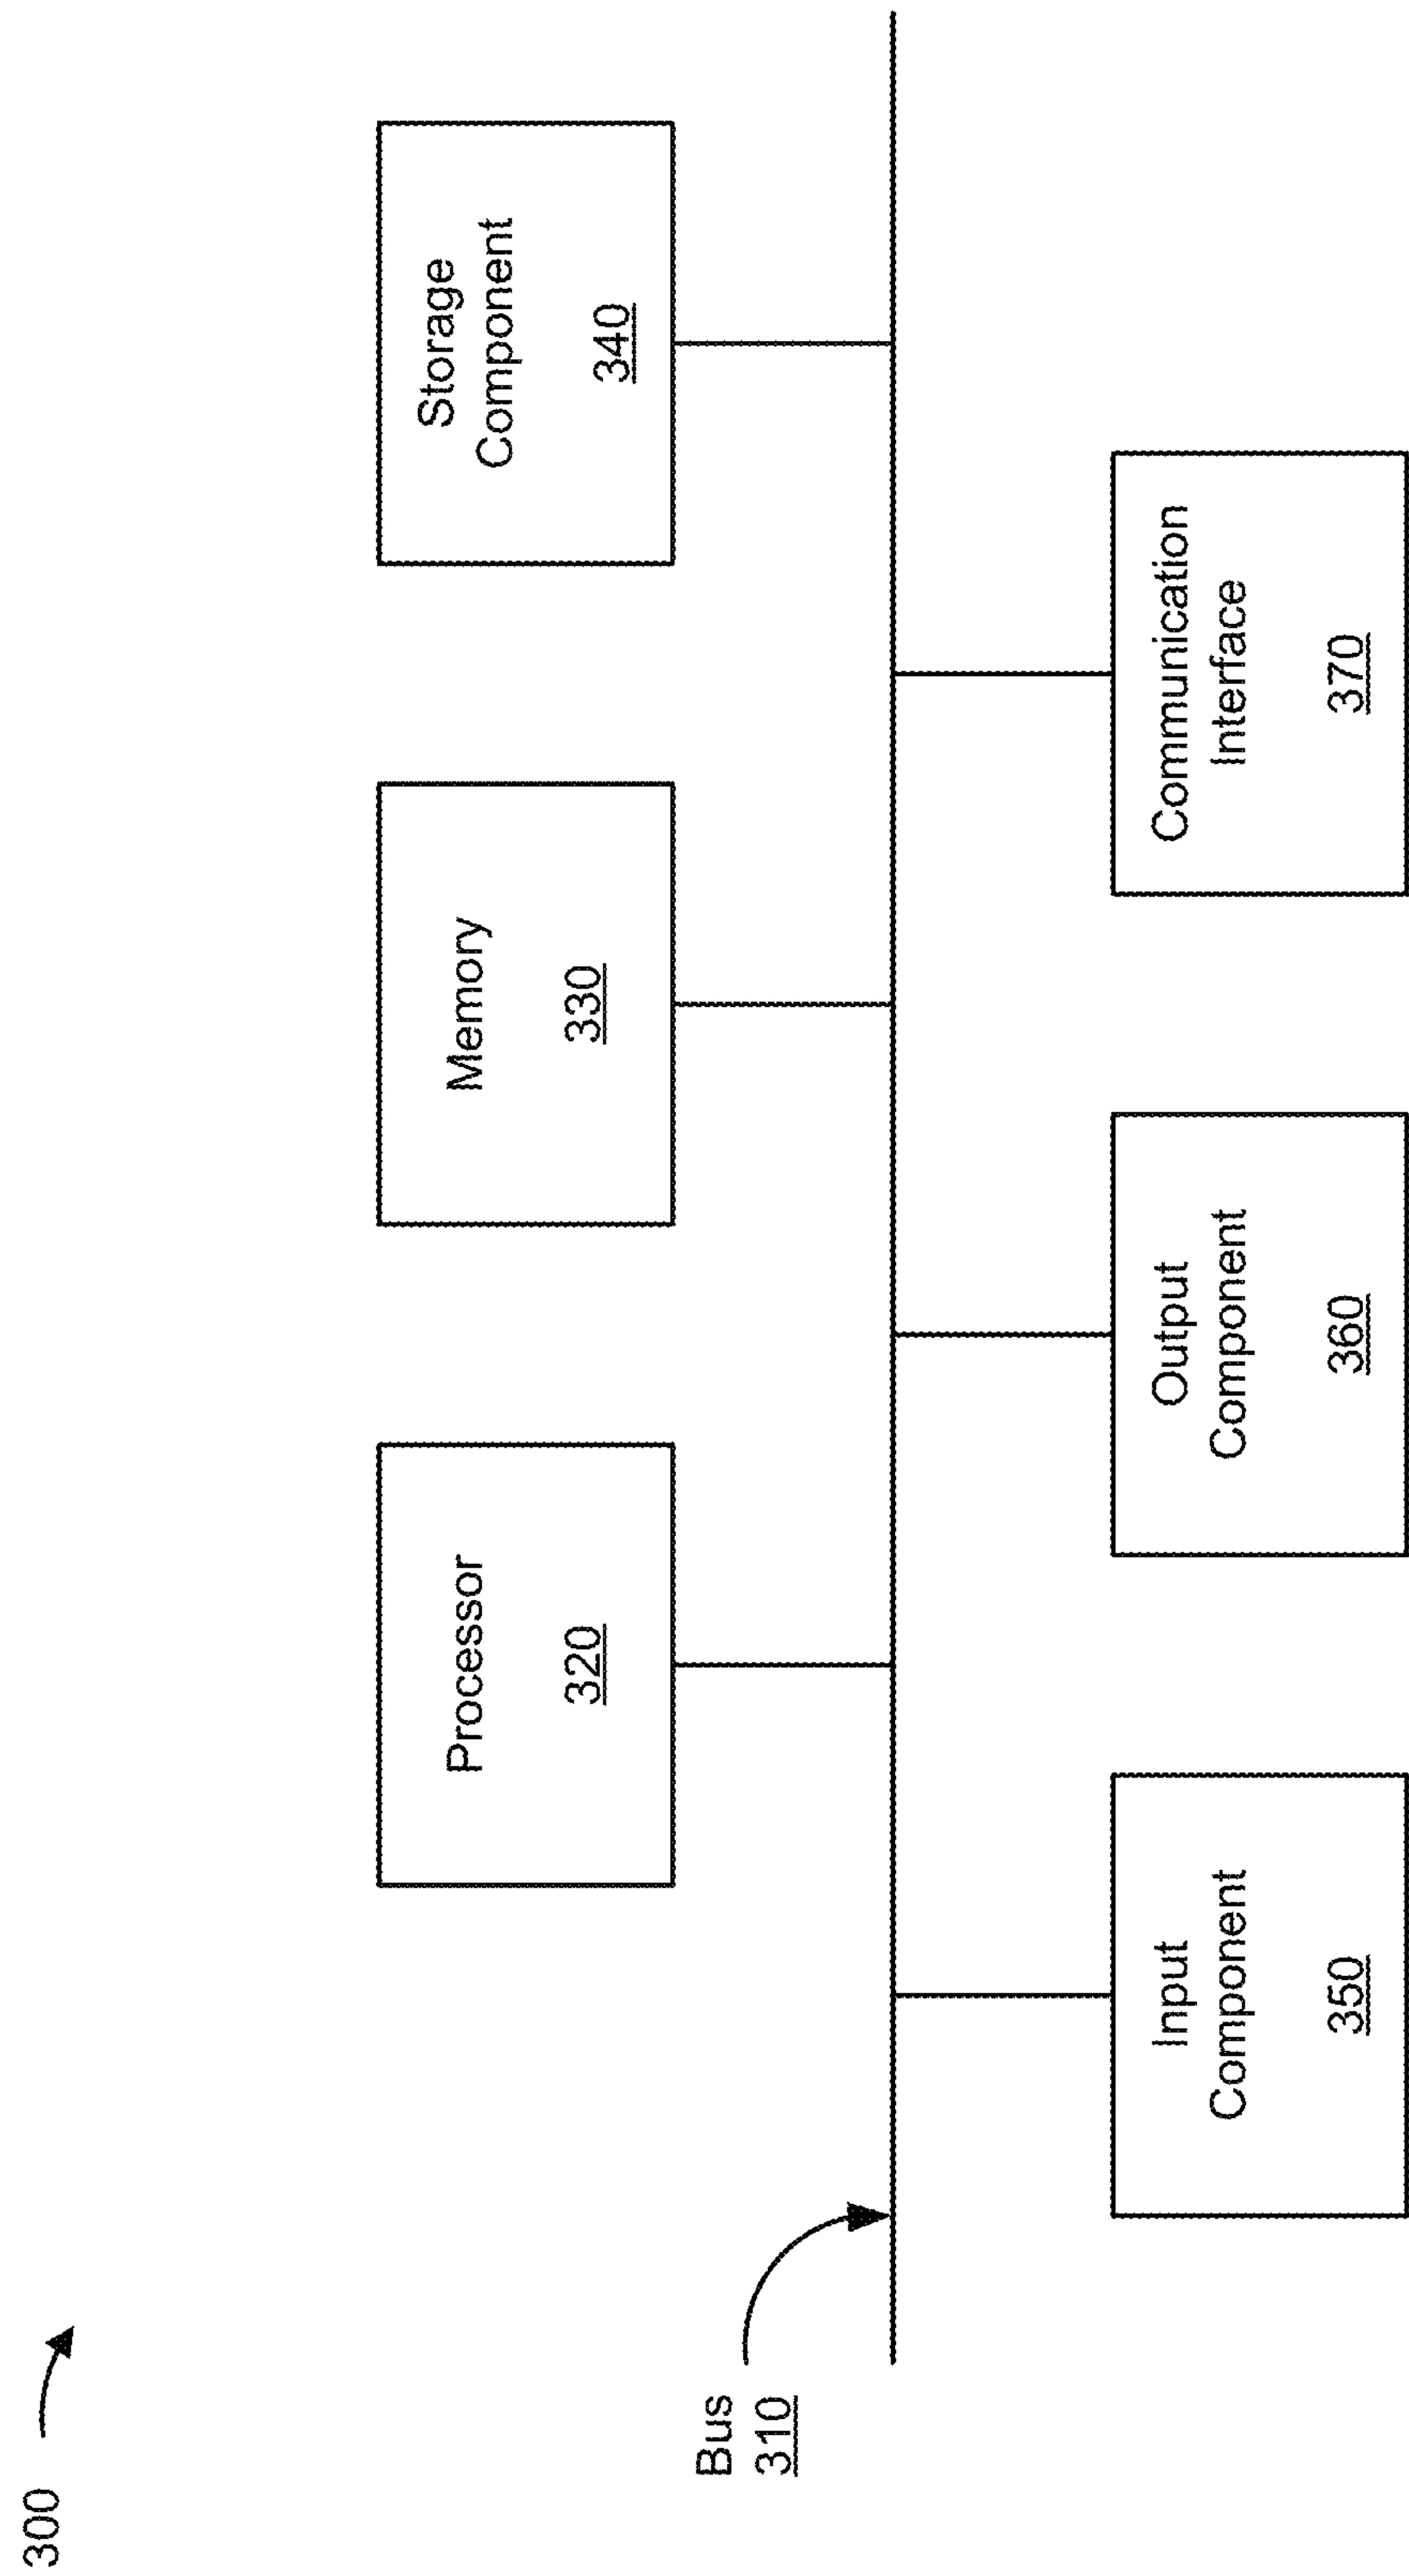 300
Processor
320
Memory
330
Storage
Component
340
Bus
310
Input
Component
350
Output
Component
360
Communication
Interface
370